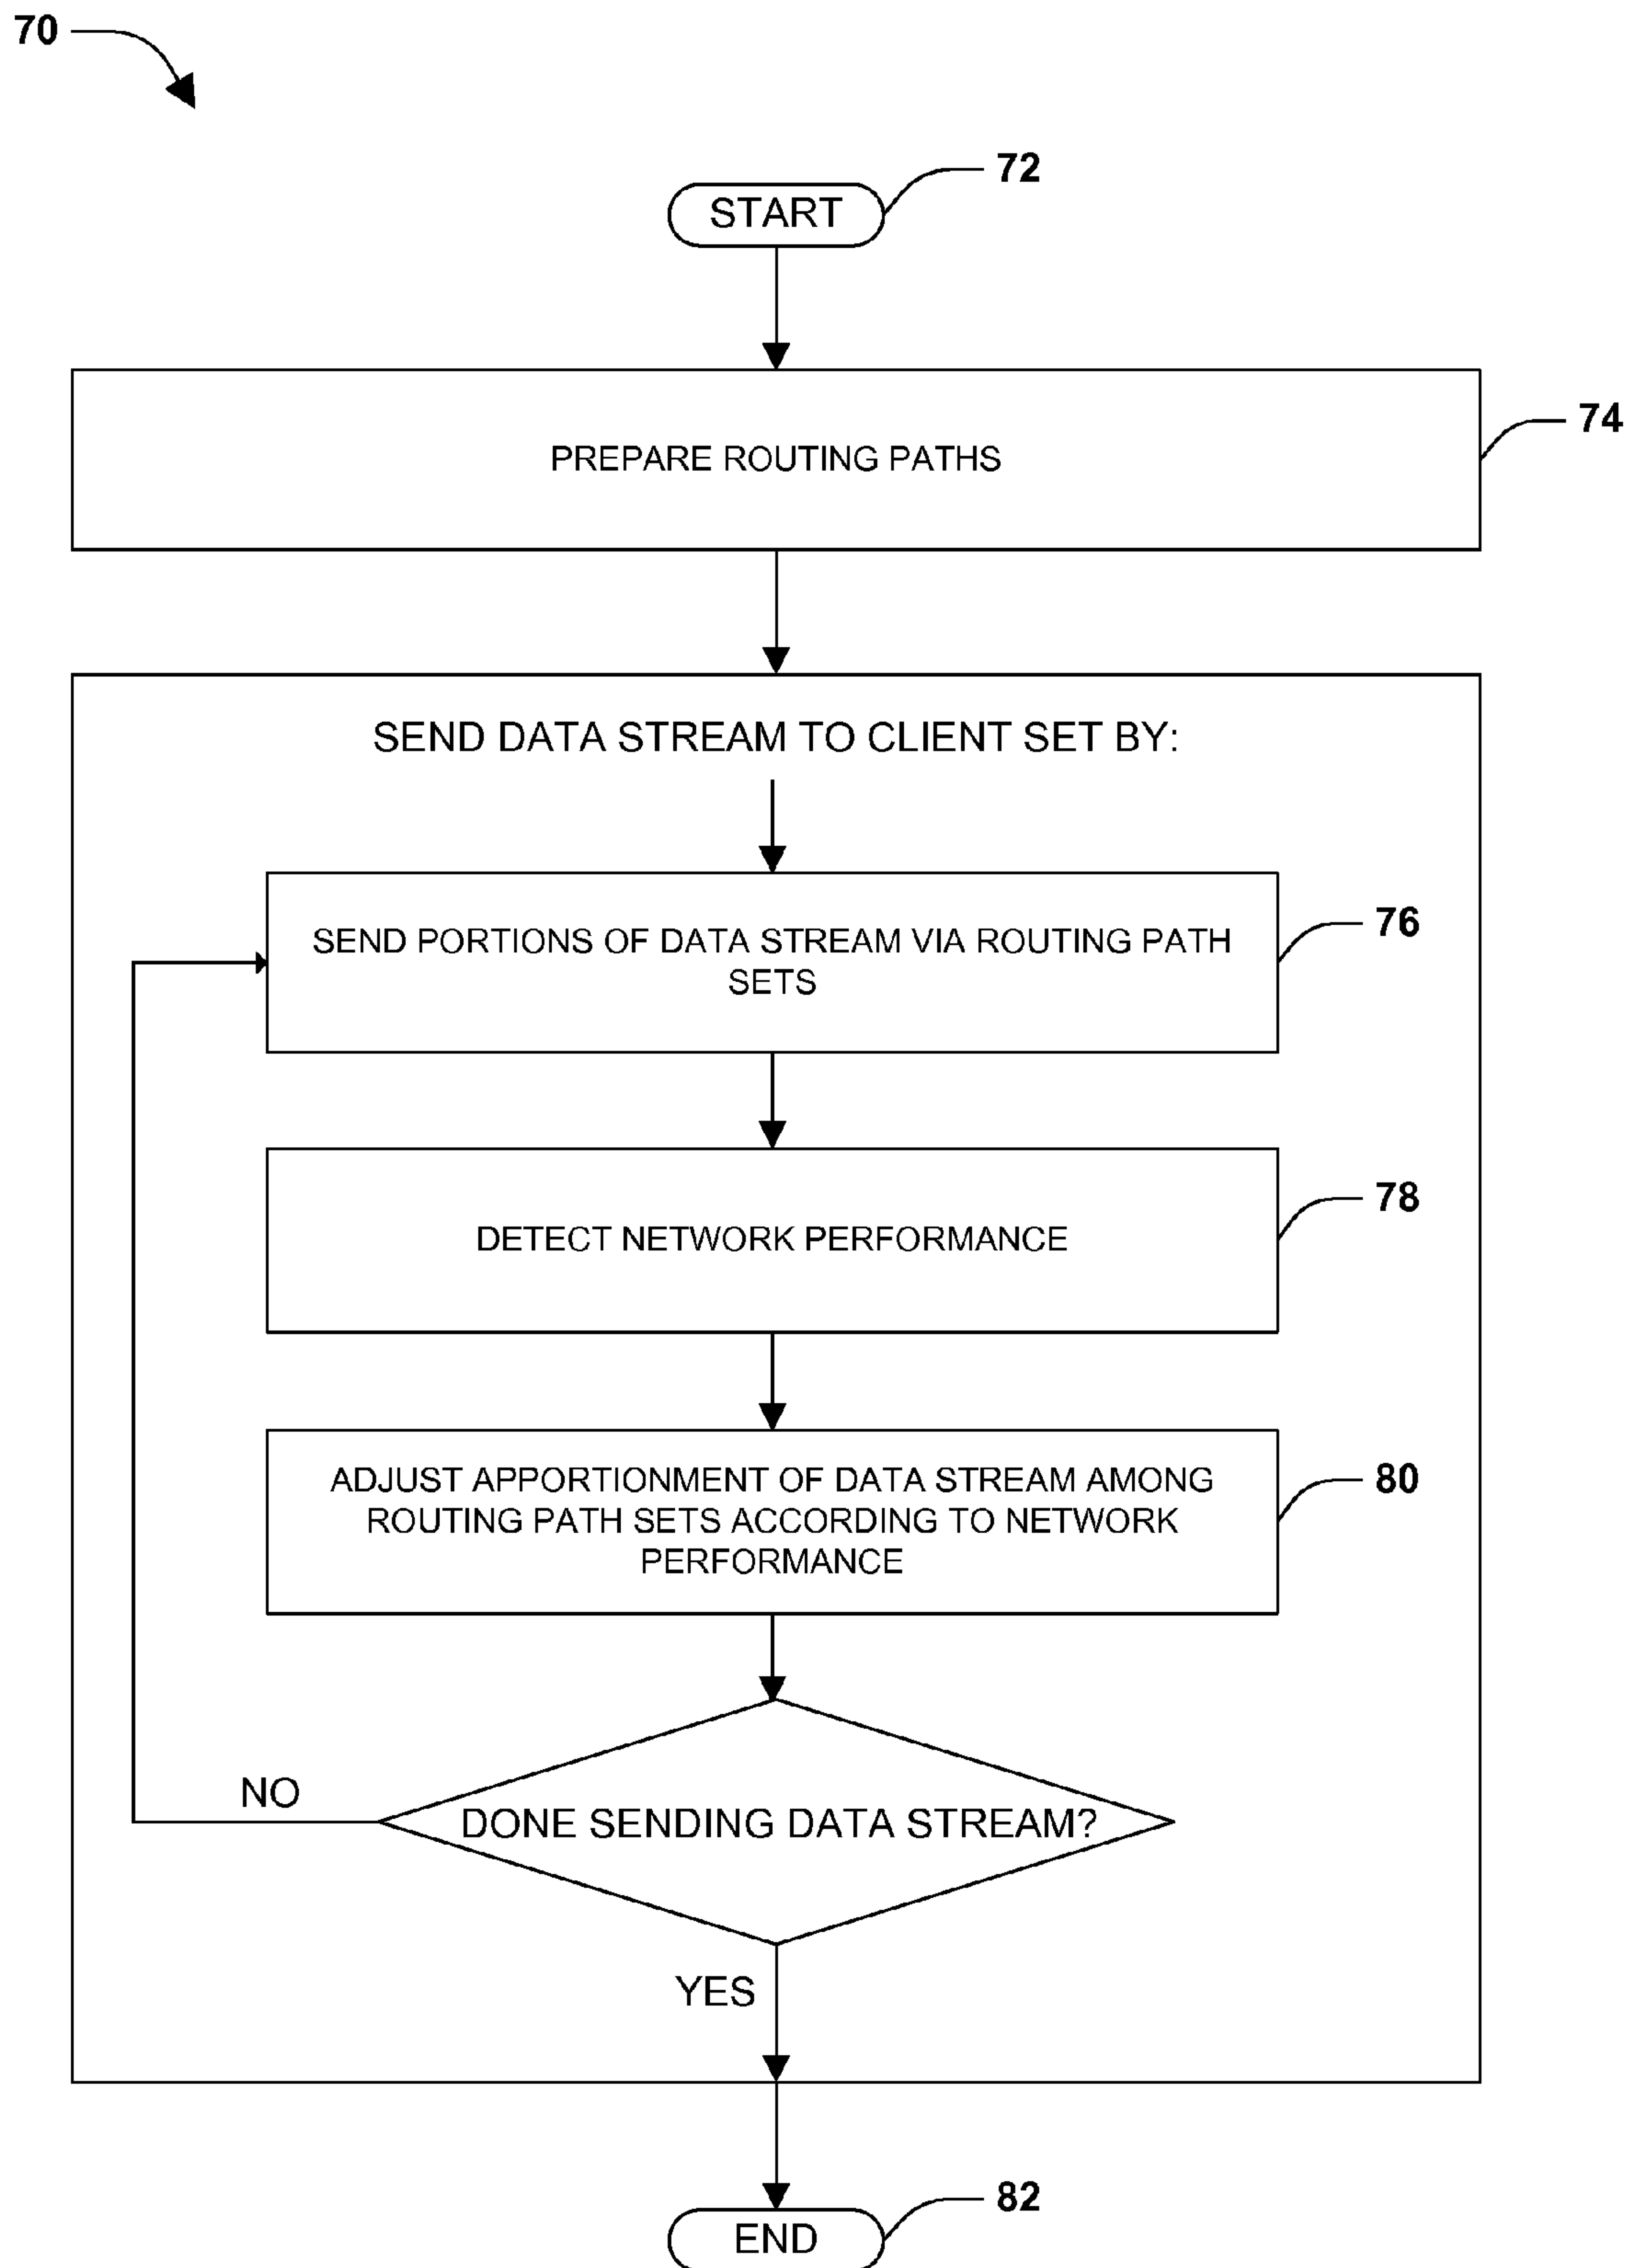 70
72
START
74
PREPARE ROUTING PATHS
SEND DATA STREAM TO CLIENT SET BY:
76
SEND PORTIONS OF DATA STREAM VIA ROUTING PATH
SETS
78
DETECT NETWORK PERFORMANCE
80
ADJUST APPORTIONMENT OF DATA STREAM AMONG
ROUTING PATH SETS ACCORDING TO NETWORK
PERFORMANCE
NO
DONE SENDING DATA STREAM?
YES
82
END